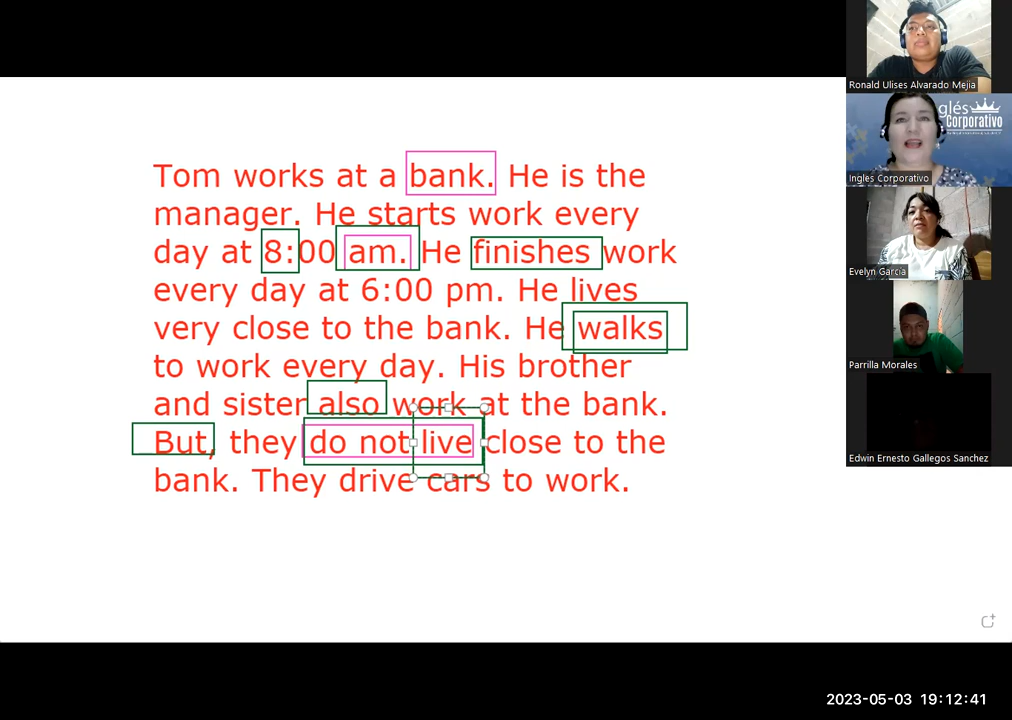 Tom works at a bank. He is the
manager. He starts work every
day at 8:00 am. He finishes work
every day at 6:00 pm. He lives
very close to the bank. He walks
to work every day. His brother
and sister also work at the bank.
But, they do not live close to the
bank. They drive cars to work.
Ronald Ulises Alvarado Mejia
glés
Corporativo
Ingles Corporativo
Evelyn Garcia
Parrilla Morales
Edwin Ernesto Gallegos Sanchez
2023-05-03 19:12:41